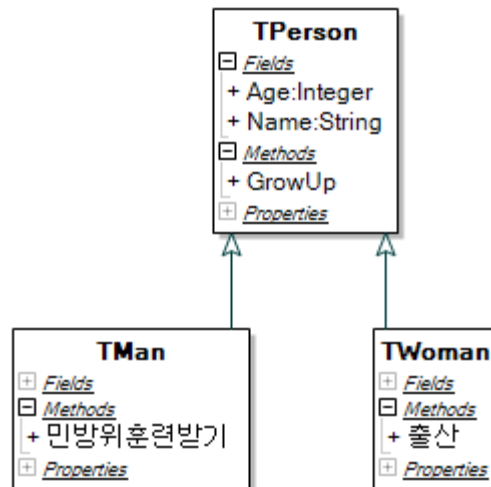 TPerson
Fields
+ Age:Integer
+ Name:String
Methods
+ GrowUp
Properties
TMan
Fields
Methods
+ 민방위훈련받기
Properties
TWoman
Fields
Methods
+ 출산
Properties